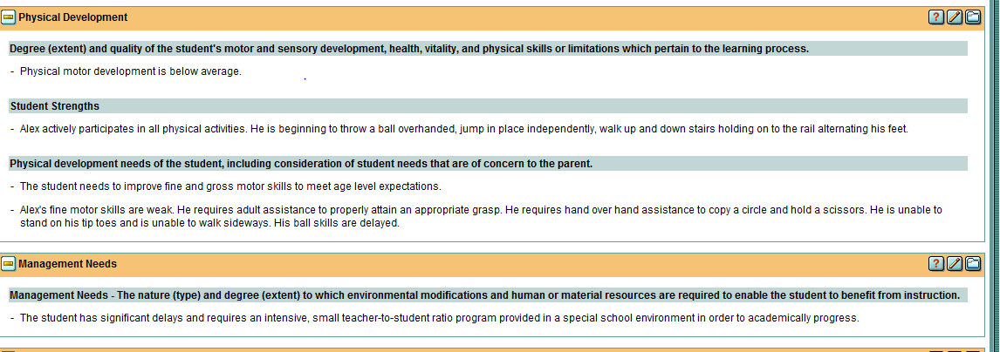 Physical Development
Degree (extent) and quality of the student's motor and sensory development, health, vitality, and physical skills or limitations which pertain to the learning process.
- Physical motor development is below average.
Student Strengths
- Alex actively participates in all physical activities. He is beginning to throw a ball overhanded, jump in place independently, walk up and down stairs holding on to the rail alternating his feet.
Physical development needs of the student, including consideration of student needs that are of concern to the parent.
- The student needs to improve fine and gross motor skills to meet age level expectations.
- Alex's fine motor skills are weak. He requires adult assistance to properly attain an appropriate grasp. He requires hand over hand assistance to copy a circle and hold a scissors. He is unable to
stand on his tip toes and is unable to walk sideways. His ball skills are delayed.
Management Needs
Management Needs - The nature (type) and degree (extent) to which environmental modifications and human or material resources are required to enable the student to benefit from instruction.
- The student has significant delays and requires an intensive, small teacher-to-student ratio program provided in a special school environment in order to academically progress.